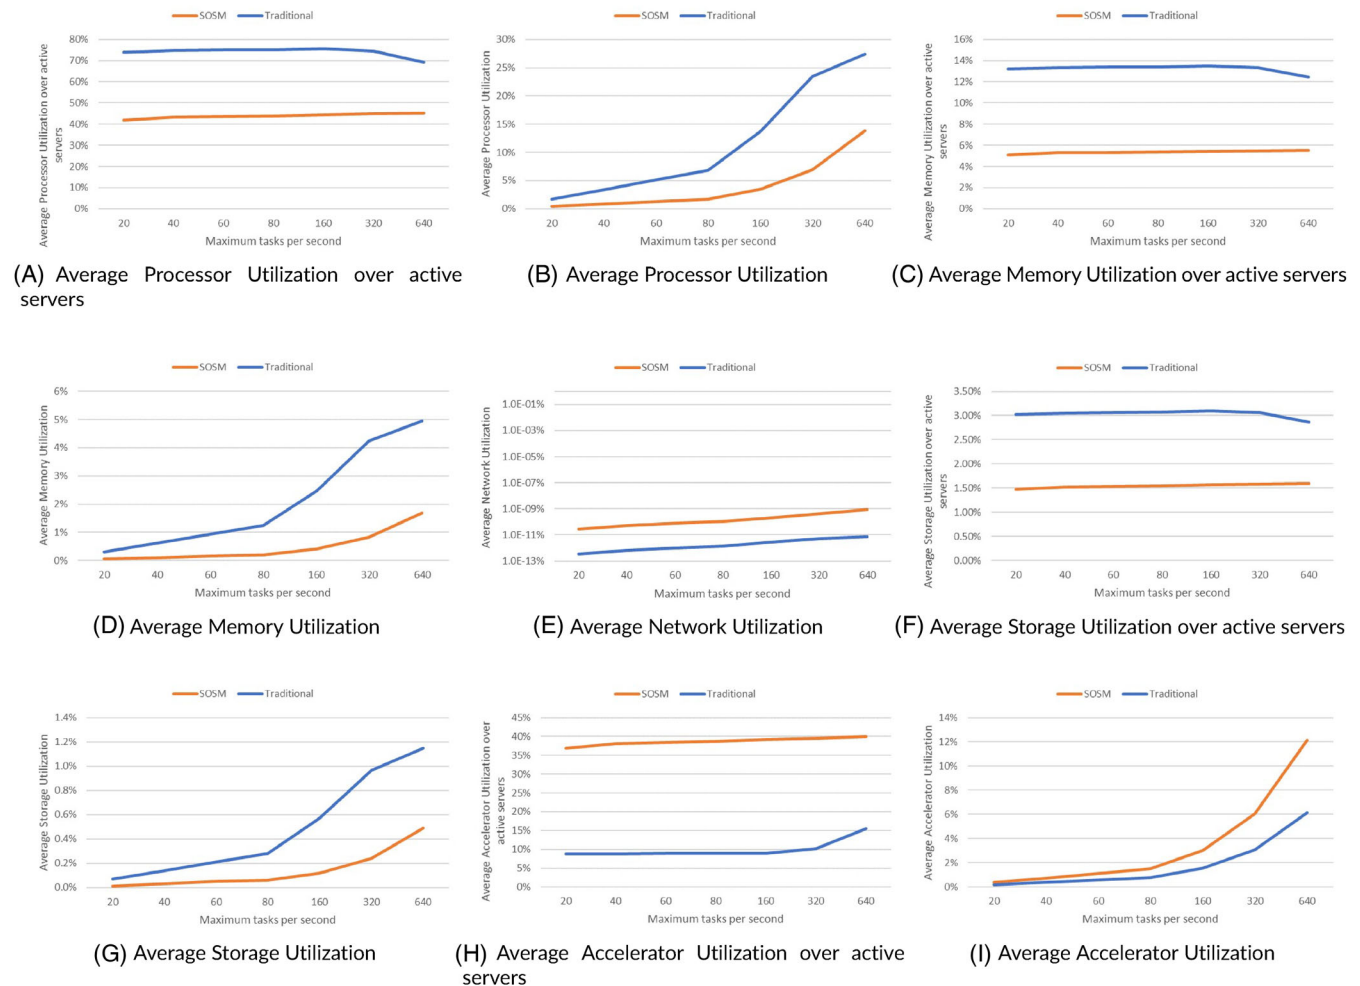 SOSM Traditional
80%
70%
60%
50%
40%
30%
20%
10%
0%
Average Processor Utilization over active
servers
20 40 60 80 160 320 640
Maximum tasks per second
(A) Average Processor Utilization over active
servers
SOSM Traditional
30%
25%
20%
15%
10%
5%
0%
Average Processor Utilization
20 40 60 80 160 320 640
Maximum tasks per second
(B) Average Processor Utilization
SOSM Traditional
16%
14%
12%
10%
8%
6%
4%
2%
0%
Average Memory Utilization over active
servers
20 40 60 80 160 320 640
Maximum tasks per second
(C) Average Memory Utilization over active servers
SOSM Traditional
6%
5%
4%
3%
2%
1%
0%
Average Memory Utilization
20 40 60 80 160 320 640
Maximum tasks per second
(D) Average Memory Utilization
SOSM Traditional
1.0E-01%
1.0E-03%
1.0E-05%
1.0E-07%
1.0E-09%
1.0E-11%
1.0E-13%
Average Network Utilization
20 40 60 80 160 320 640
Maximum tasks per second
(E) Average Network Utilization
SOSM Traditional
3.50%
3.00%
2.50%
2.00%
1.50%
1.00%
0.50%
0.00%
Average Storage Utilization over active
servers
20 40 60 80 160 320 640
Maximum tasks per second
(F) Average Storage Utilization over active servers
SOSM Traditional
1.4%
1.2%
1.0%
0.8%
0.6%
0.4%
0.2%
0.0%
Average Storage Utilization
20 40 60 80 160 320 640
Maximum tasks per second
(G) Average Storage Utilization
SOSM Traditional
45%
40%
35%
30%
25%
20%
15%
10%
5%
0%
Average Accelerator Utilization over
active servers
20 40 60 80 160 320 640
Maximum tasks per second
(H) Average Accelerator Utilization over active
servers
SOSM Traditional
14%
12%
10%
8%
6%
4%
2%
0%
Average Accelerator Utilization
20 40 60 80 160 320 640
Maximum tasks per second
(I) Average Accelerator Utilization